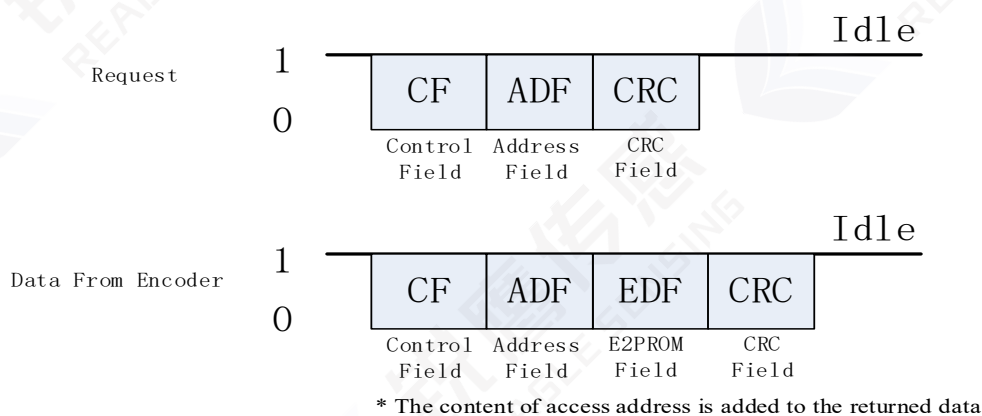 Idle
Request
1
0
CF ADF CRC
Control Field
Address Field
CRC Field
Idle
Data From Encoder
1
0
CF ADF EDF CRC
Control Field
Address Field
E2PROM Field
CRC Field
* The content of access address is added to the returned data